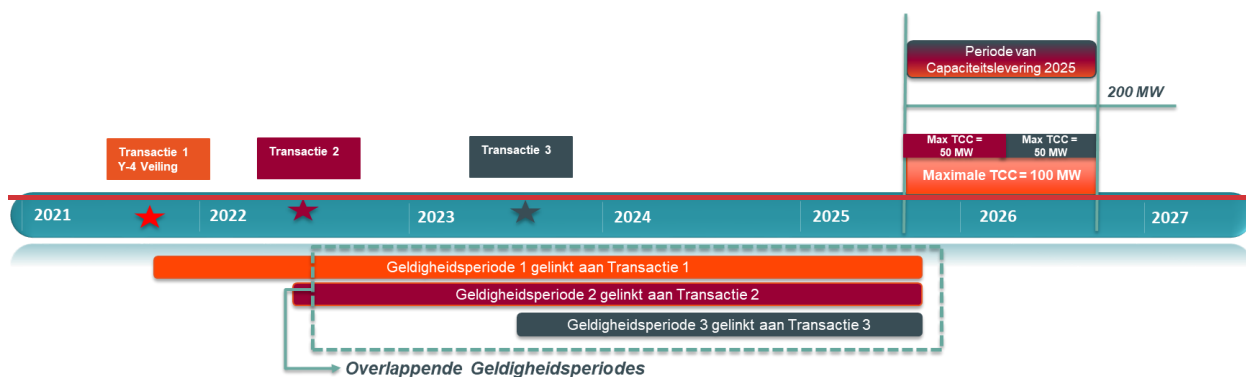 Periode van
Capaciteitslevering 2025
200 MW
Transactie 1
Y-4 Veiling
Transactie 2
Transactie 3
Max TCC =
50 MW
Max TCC =
50 MW
Maximale TCC = 100 MW
2021
2022
2023
2024
2025
2026
2027
Geldigheidsperiode 1 gelinkt aan Transactie 1
Geldigheidsperiode 2 gelinkt aan Transactie 2
Geldigheidsperiode 3 gelinkt aan Transactie 3
Overlappende Geldigheidsperiodes